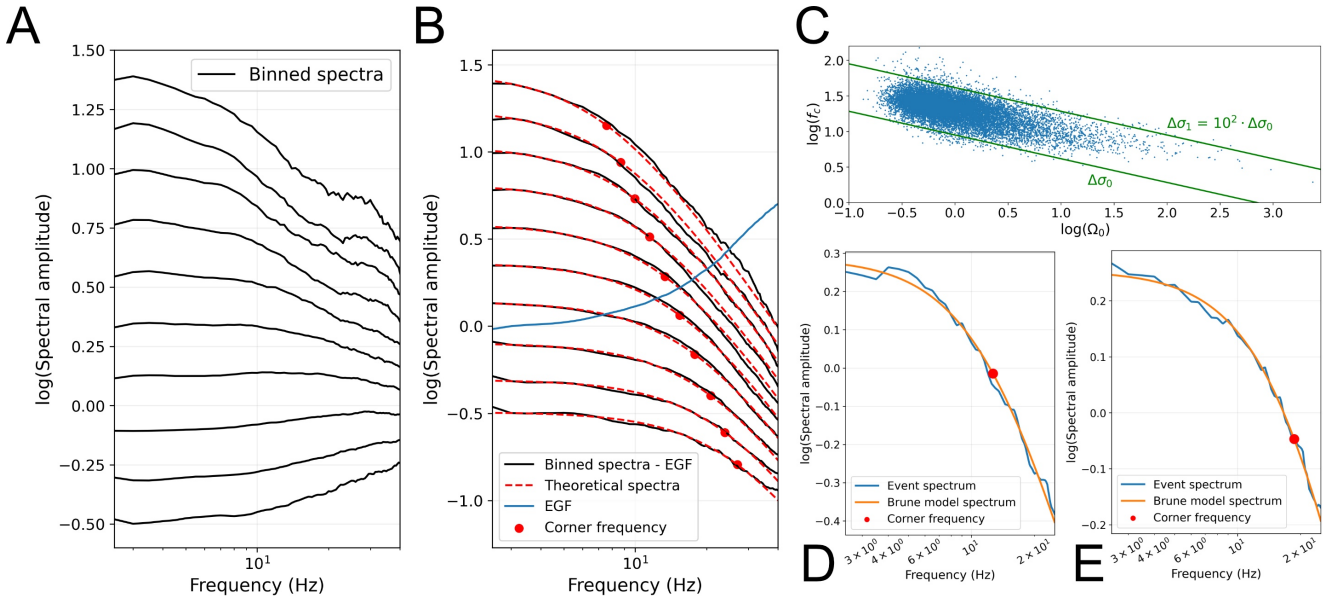 A
1.50
1.25
1.00
0.75
0.50
0.25
0.00
−0.25
−0.50
log(Spectral amplitude)
Binned spectra
10¹
Frequency (Hz)
B
1.5
1.0
0.5
0.0
−0.5
−1.0
log(Spectral amplitude)
Binned spectra - EGF
Theoretical spectra
EGF
Corner frequency
10¹
Frequency (Hz)
C
2.0
1.5
1.0
0.5
0.0
log(f_c)
Δσ₁ = 10² · Δσ₀
Δσ₀
−1.0 −0.5 0.0 0.5 1.0 1.5 2.0 2.5 3.0
log(Ω₀)
0.3
0.2
0.1
0.0
−0.1
−0.2
−0.3
−0.4
log(Spectral amplitude)
Event spectrum
Brune model spectrum
Corner frequency
3 × 10⁰ 4 × 10⁰ 6 × 10⁰ 10¹ 2 × 10¹
Frequency (Hz)
D
0.2
0.1
0.0
−0.1
−0.2
log(Spectral amplitude)
Event spectrum
Brune model spectrum
Corner frequency
3 × 10⁰ 4 × 10⁰ 6 × 10⁰ 10¹ 2 × 10¹
Frequency (Hz)
E